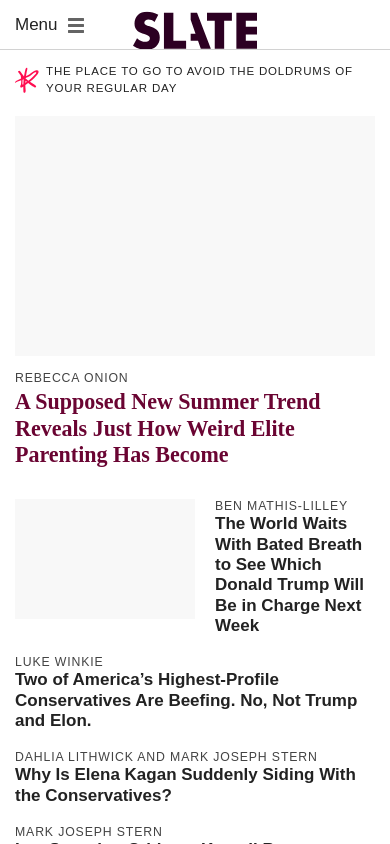 Menu
SLATE
THE PLACE TO GO TO AVOID THE DOLDRUMS OF
YOUR REGULAR DAY
REBECCA ONION
A Supposed New Summer Trend
Reveals Just How Weird Elite
Parenting Has Become
BEN MATHIS-LILLEY
The World Waits
With Bated Breath
to See Which
Donald Trump Will
Be in Charge Next
Week
LUKE WINKIE
Two of America’s Highest-Profile
Conservatives Are Beefing. No, Not Trump
and Elon.
DAHLIA LITHWICK AND MARK JOSEPH STERN
Why Is Elena Kagan Suddenly Siding With
the Conservatives?
MARK JOSEPH STERN